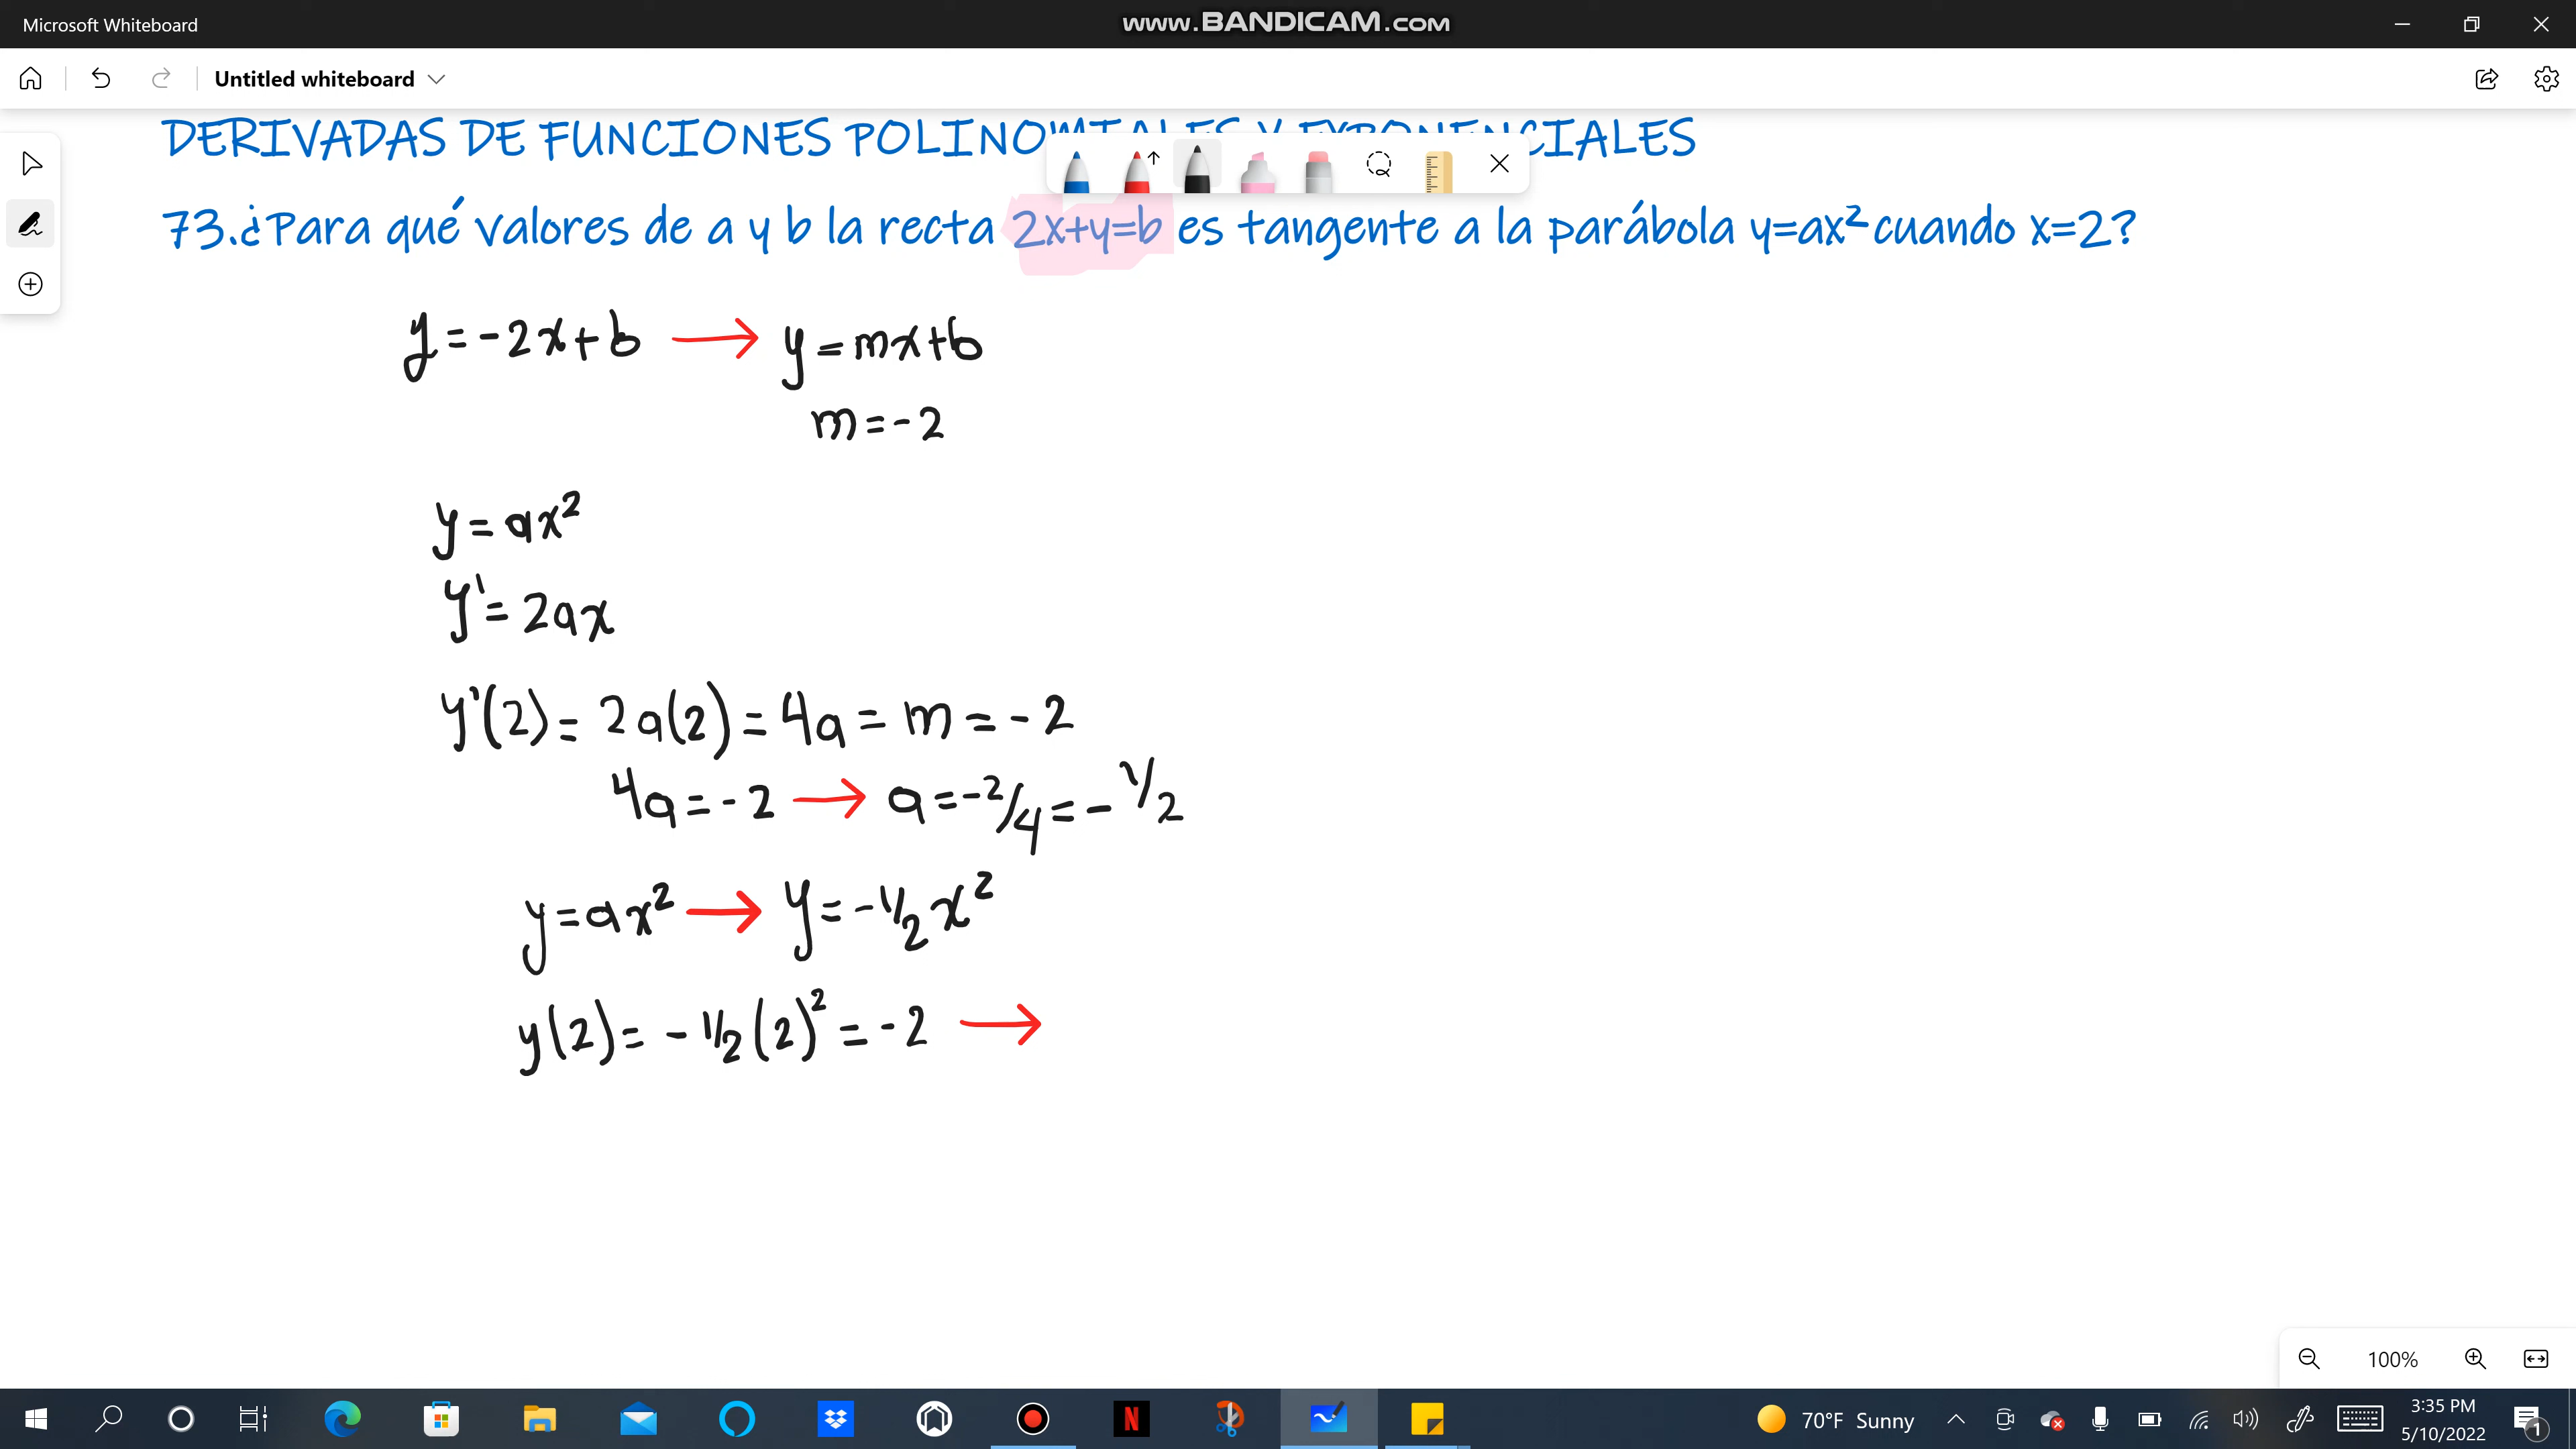 Microsoft Whiteboard
www.BANDICAM.com
Untitled whiteboard
DERIVADAS DE FUNCIONES POLINOMIALES Y EXPONENCIALES
73.¿Para qué valores de a y b la recta 2x+y=b es tangente a la parábola y=ax² cuando x=2?
y=-2x+b → y=mx+b
m=-2
y=ax²
y'=2ax
y'(2)=2a(2)=4a=m=-2
4a=-2 → a=-2/4=-1/2
y=ax² → y=-1/2x²
y(2)=-1/2(2)²=-2 →
100%
70°F Sunny
3:35 PM
5/10/2022
1